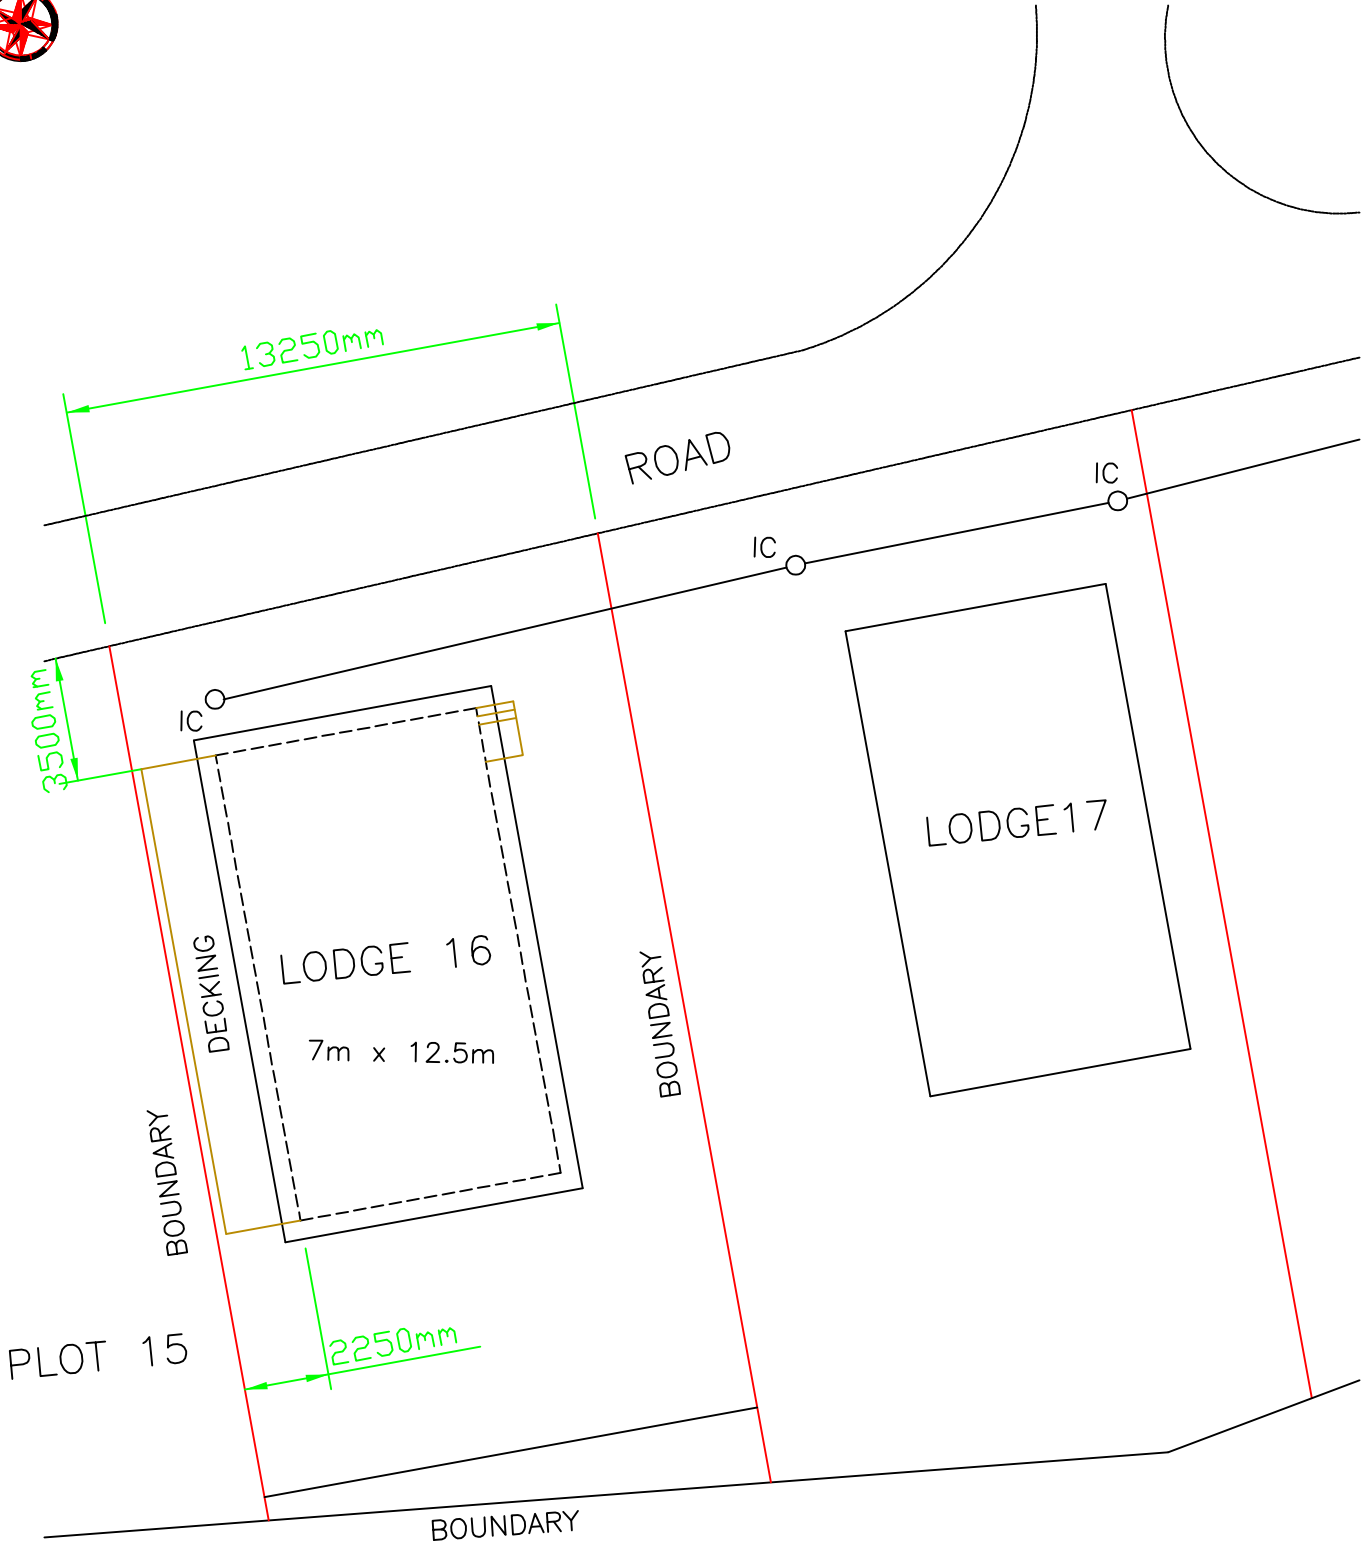 13250mm
ROAD
IC
IC
3500mm
IC
LODGE17
DECKING
LODGE 16
BOUNDARY
7m x 12.5m
BOUNDARY
PLOT 15
2250mm
BOUNDARY